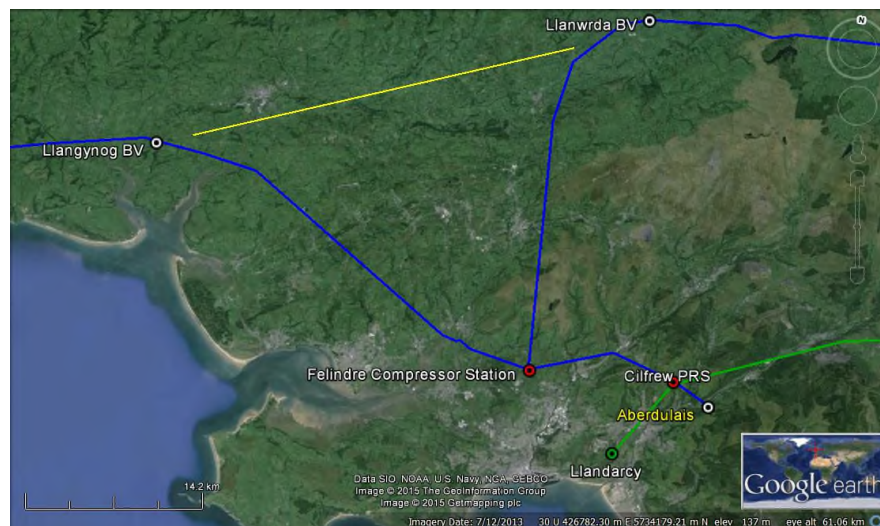 Llanwrda BV
N
Llangynog BV
Felindre Compressor Station
Cilfrew PRS
Aberdulais
Llandarcy
14.2 km
Data SIO, NOAA, U.S. Navy, NGA, GEBCO
Image © 2015 The GeoInformation Group
Image © 2015 Getmapping plc
Google earth
Imagery Date: 7/12/2013 30 U 426782.30 m E 5734179.21 m N elev 137 m eye alt 61.06 km